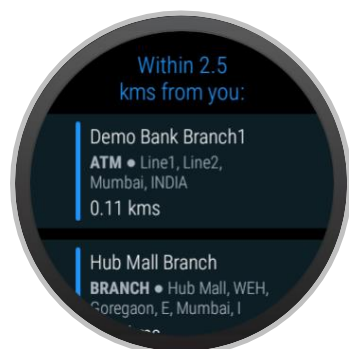 Within 2.5
kms from you:
Demo Bank Branch1
ATM ● Line1, Line2,
Mumbai, INDIA
0.11 kms
Hub Mall Branch
BRANCH ● Hub Mall, WEH,
Goregaon, E, Mumbai, I